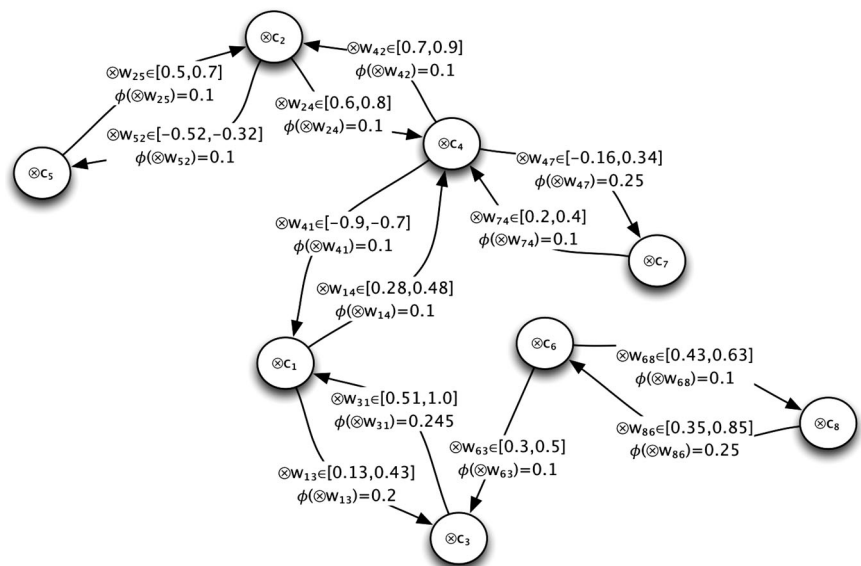 ⊗C₂
⊗w₄₂∈[0.7,0.9]
ϕ(⊗w₄₂)=0.1
⊗w₂₅∈[0.5,0.7]
ϕ(⊗w₂₅)=0.1
⊗w₂₄∈[0.6,0.8]
ϕ(⊗w₂₄)=0.1
⊗w₅₂∈[-0.52,-0.32]
ϕ(⊗w₅₂)=0.1
⊗C₄
⊗C₅
⊗w₄₇∈[-0.16,0.34]
ϕ(⊗w₄₇)=0.25
⊗w₄₁∈[-0.9,-0.7]
ϕ(⊗w₄₁)=0.1
⊗w₇₄∈[0.2,0.4]
ϕ(⊗w₇₄)=0.1
⊗C₇
⊗w₁₄∈[0.28,0.48]
ϕ(⊗w₁₄)=0.1
⊗C₆
⊗C₁
⊗w₆₈∈[0.43,0.63]
ϕ(⊗w₆₈)=0.1
⊗w₃₁∈[0.51,1.0]
ϕ(⊗w₃₁)=0.245
⊗C₈
⊗w₈₆∈[0.35,0.85]
ϕ(⊗w₈₆)=0.25
⊗w₆₃∈[0.3,0.5]
ϕ(⊗w₆₃)=0.1
⊗w₁₃∈[0.13,0.43]
ϕ(⊗w₁₃)=0.2
⊗C₃